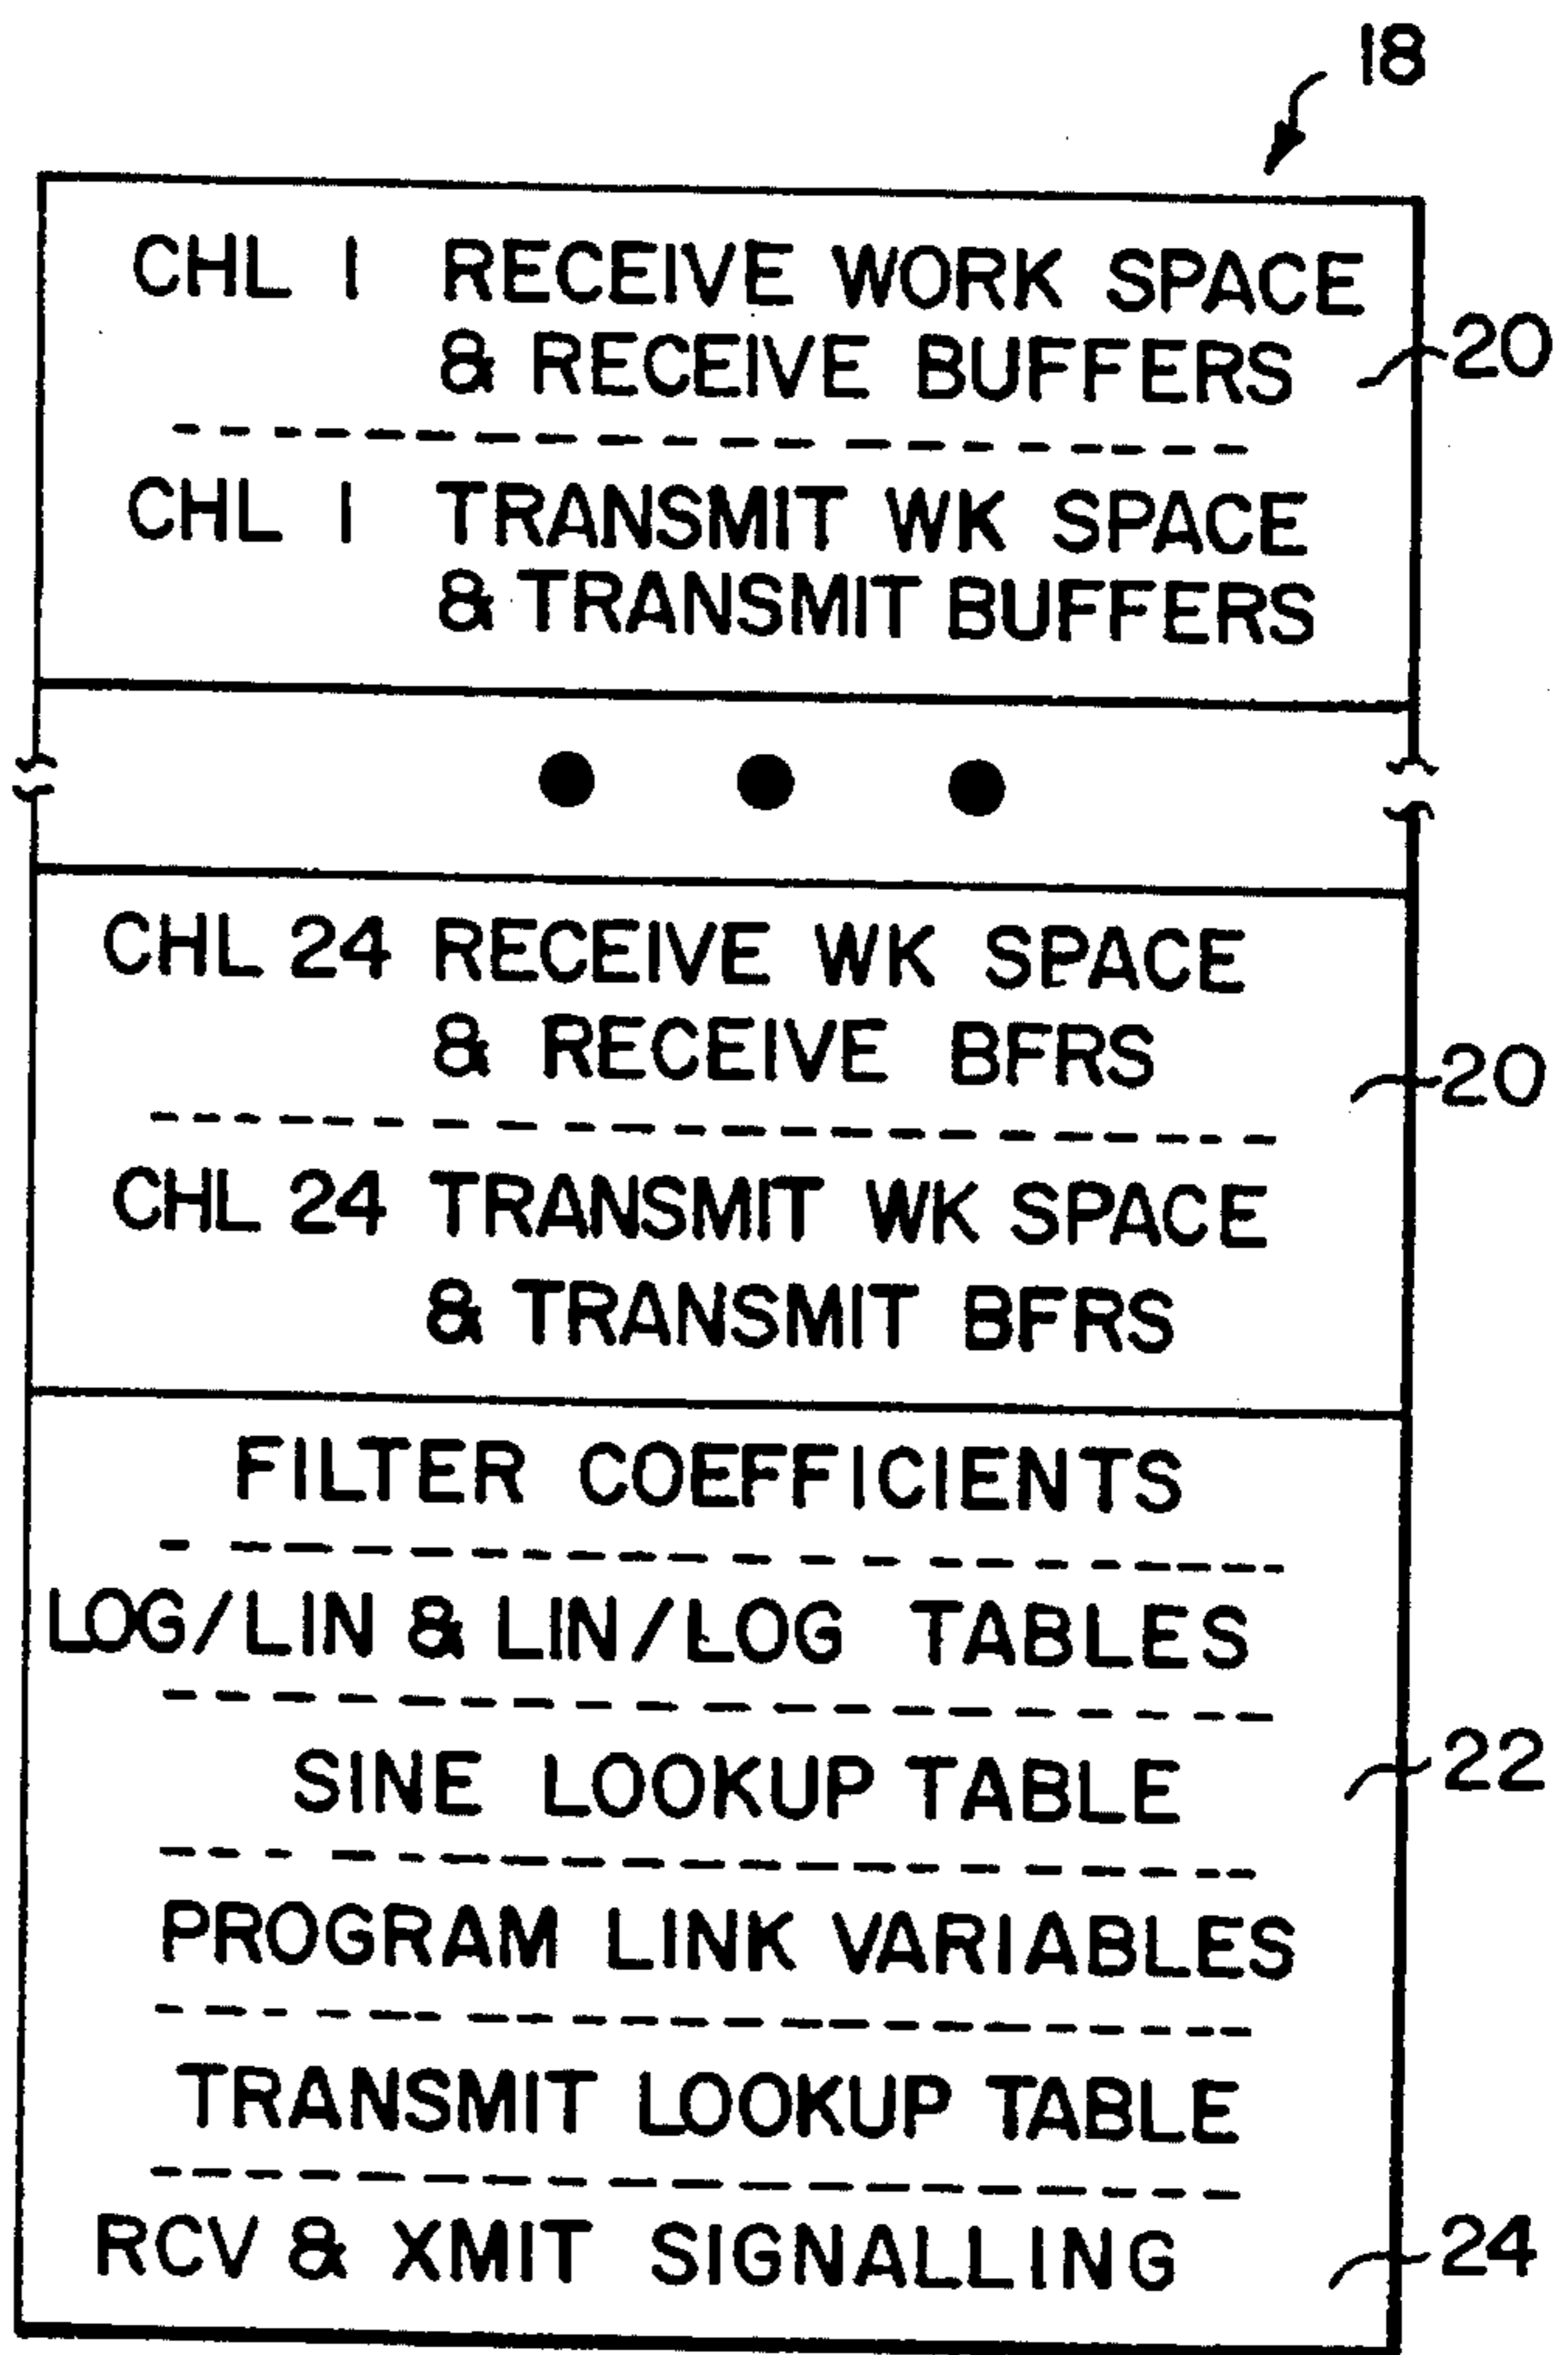 18
CHL 1 RECEIVE WORK SPACE
& RECEIVE BUFFERS
20
CHL 1 TRANSMIT WK SPACE
& TRANSMIT BUFFERS
CHL 24 RECEIVE WK SPACE
& RECEIVE BFRS
20
CHL 24 TRANSMIT WK SPACE
& TRANSMIT BFRS
FILTER COEFFICIENTS
LOG/LIN & LIN/LOG TABLES
SINE LOOKUP TABLE
22
PROGRAM LINK VARIABLES
TRANSMIT LOOKUP TABLE
RCV & XMIT SIGNALLING
24